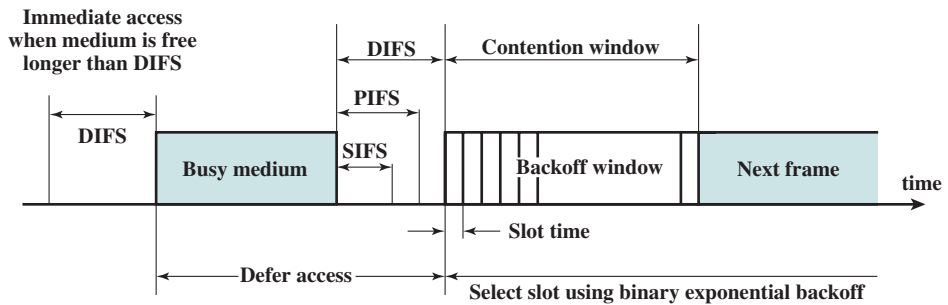 Immediate access
when medium is free
longer than DIFS
DIFS
Contention window
PIFS
DIFS
SIFS
Busy medium
Backoff window
Next frame
time
Slot time
Defer access
Select slot using binary exponential backoff